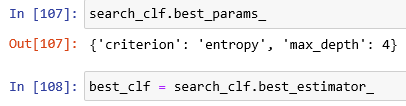 In [107]: search_clf.best_params_
Out[107]: {'criterion': 'entropy', 'max_depth': 4}
In [108]: best_clf = search_clf.best_estimator_